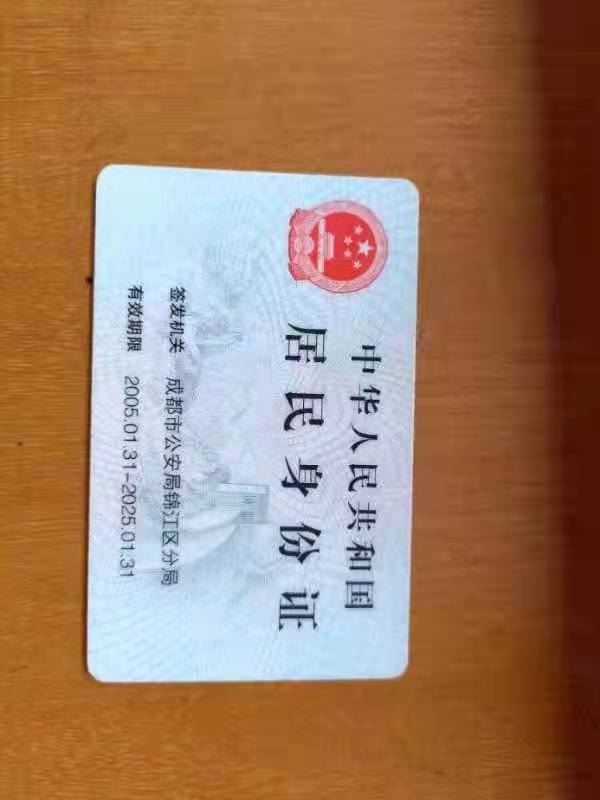 中华人民共和国
居民身份证
签发机关 成都市公安局锦江区分局
有效期限 2005.01.31-2025.01.31